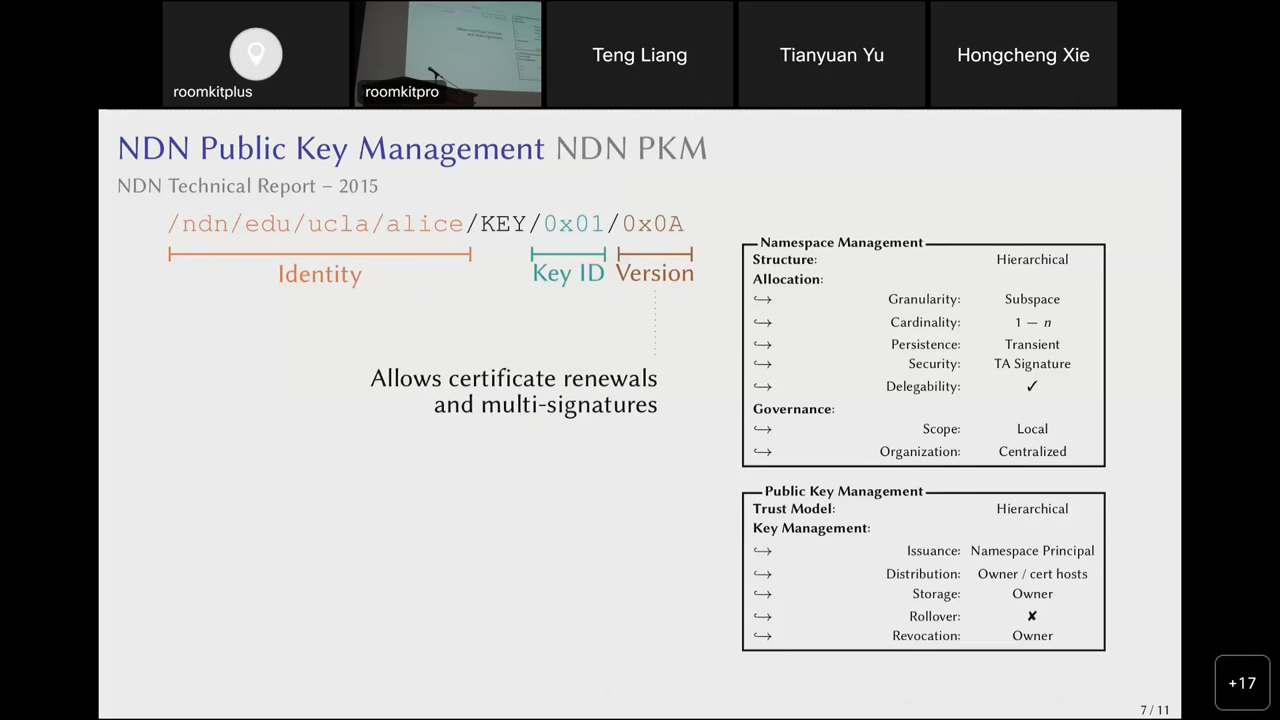 roomkitplus
roomkitpro
Teng Liang
Tianyuan Yu
Hongcheng Xie
NDN Public Key Management NDN PKM
NDN Technical Report – 2015
/ndn/edu/ucla/alice/KEY/0x01/0x0A
Identity
Key ID
Version
Allows certificate renewals
and multi-signatures
Namespace Management
Structure: Hierarchical
Allocation:
↪ Granularity: Subspace
↪ Cardinality: 1 − n
↪ Persistence: Transient
↪ Security: TA Signature
↪ Delegability: ✓
Governance:
↪ Scope: Local
↪ Organization: Centralized
Public Key Management
Trust Model: Hierarchical
Key Management:
↪ Issuance: Namespace Principal
↪ Distribution: Owner / cert hosts
↪ Storage: Owner
↪ Rollover: ✘
↪ Revocation: Owner
+17
7 / 11